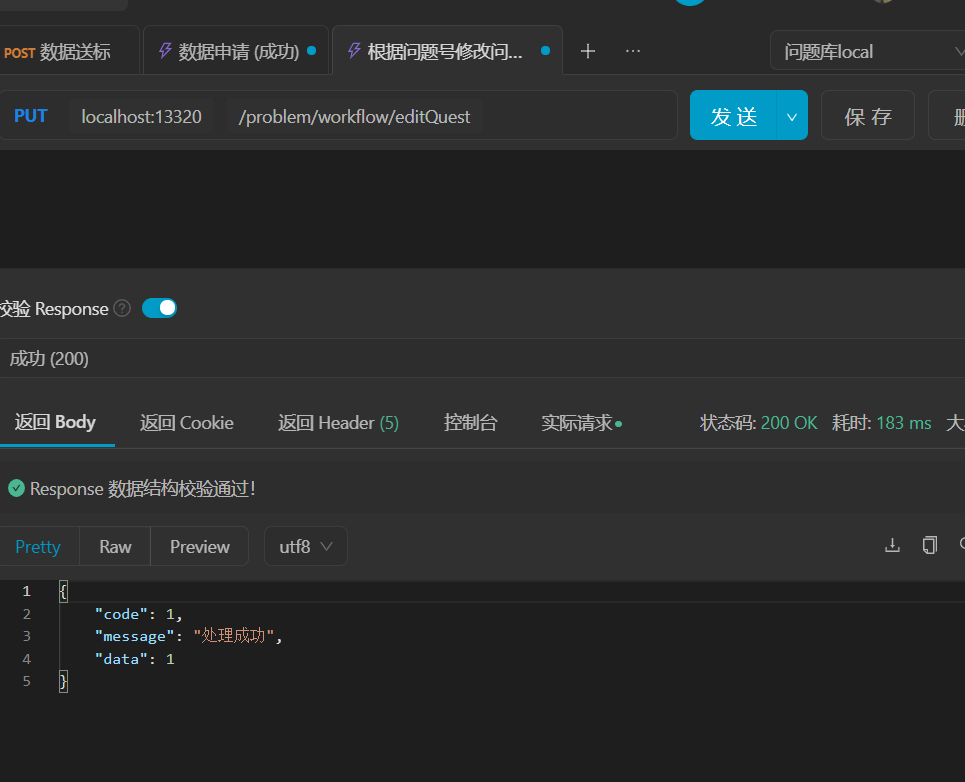 POST 数据送标 数据申请 (成功) 根据问题号修改问... 问题库local
PUT localhost:13320 /problem/workflow/editQuest 发 送 保 存
校验 Response
成功 (200)
返回 Body 返回 Cookie 返回 Header (5) 控制台 实际请求 状态码: 200 OK 耗时: 183 ms 大
Response 数据结构校验通过!
Pretty Raw Preview utf8
1 {
2 "code": 1,
3 "message": "处理成功",
4 "data": 1
5 }